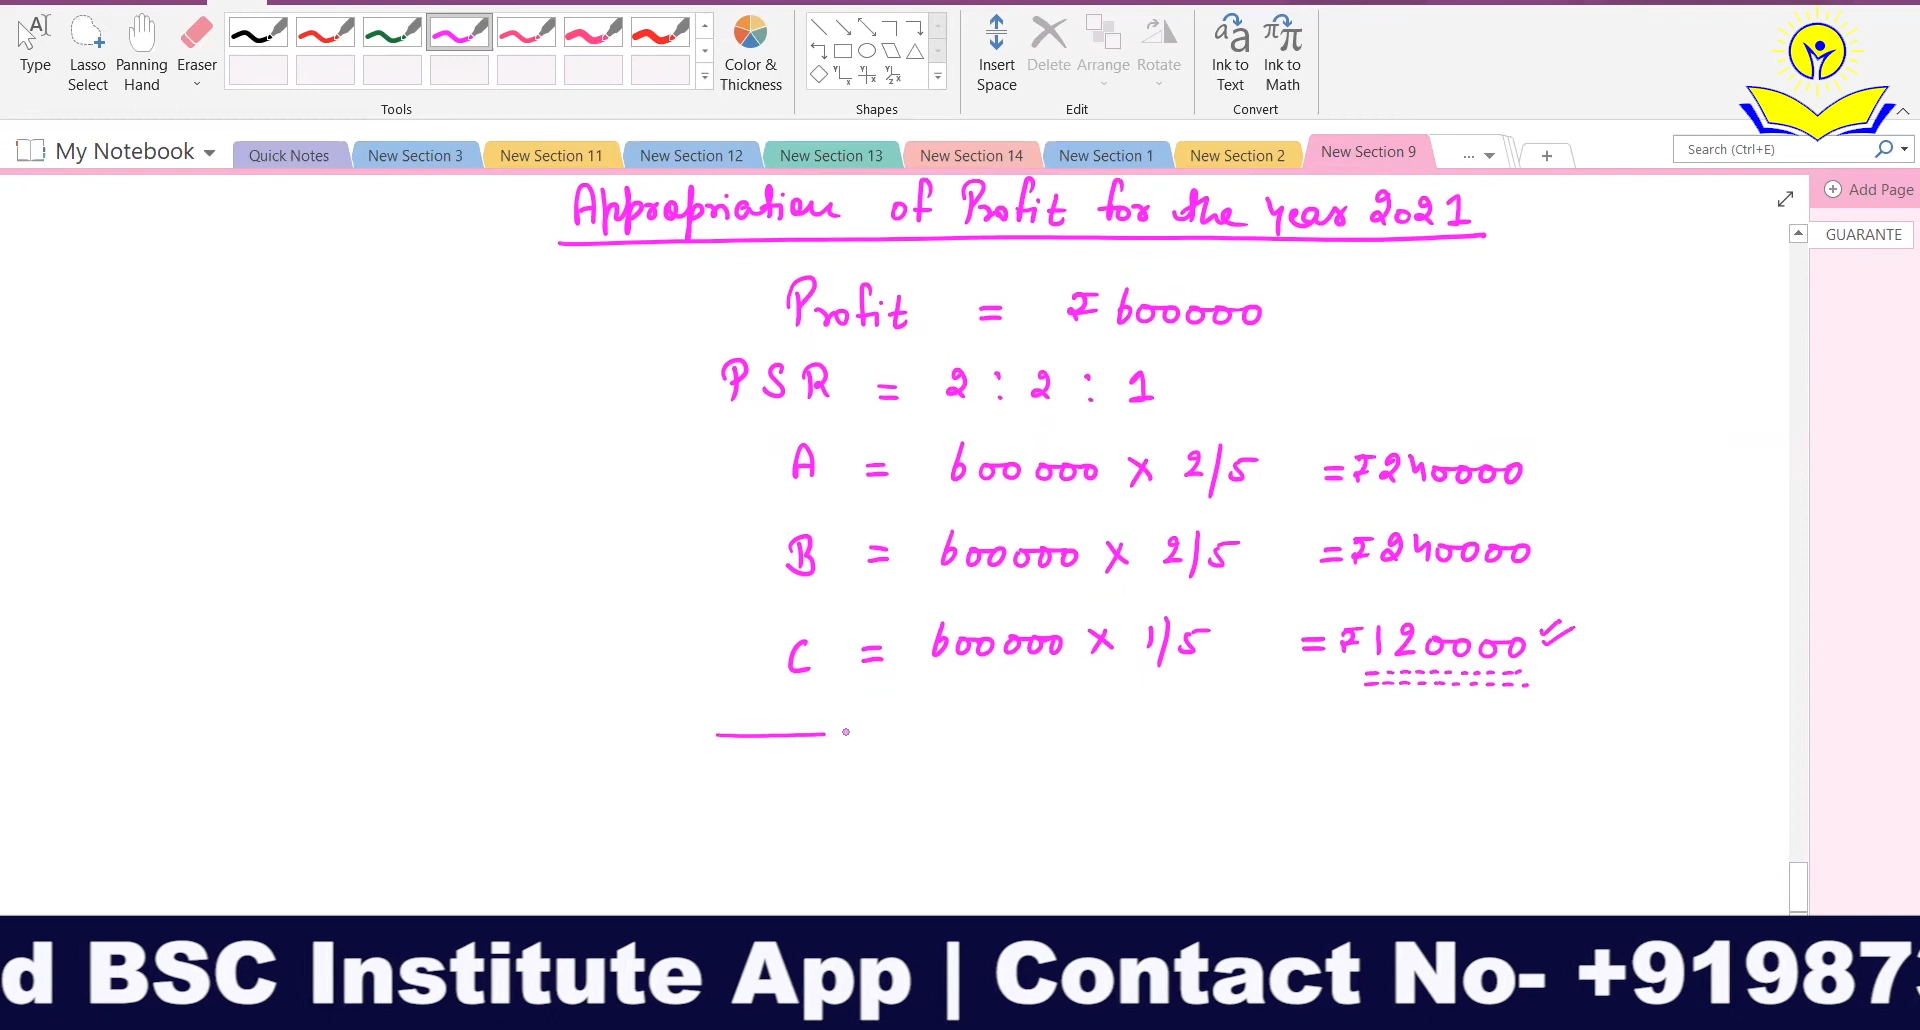 Type
Lasso Select
Panning Hand
Eraser
Tools
Color & Thickness
Shapes
Insert Space
Delete
Arrange
Rotate
Edit
Ink to Text
Ink to Math
Convert
My Notebook
Quick Notes
New Section 3
New Section 11
New Section 12
New Section 13
New Section 14
New Section 1
New Section 2
New Section 9
...
Search (Ctrl+E)
Add Page
GUARANTE
Appropriation of Profit for the year 2021
Profit = ₹ 600000
PSR = 2 : 2 : 1
A = 600000 × 2/5 = ₹240000
B = 600000 × 2/5 = ₹240000
C = 600000 × 1/5 = ₹120000
d BSC Institute App | Contact No- +91987